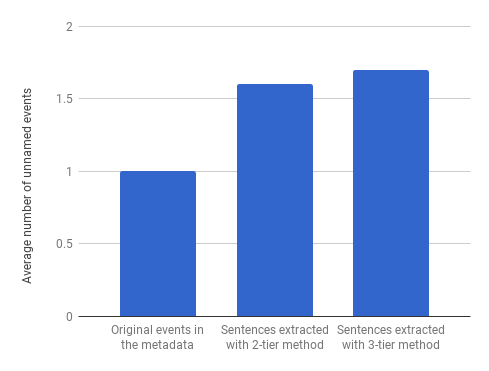 Average number of unnamed events
2
1.5
1
0.5
0
Original events in
the metadata
Sentences extracted
with 2-tier method
Sentences extracted
with 3-tier method